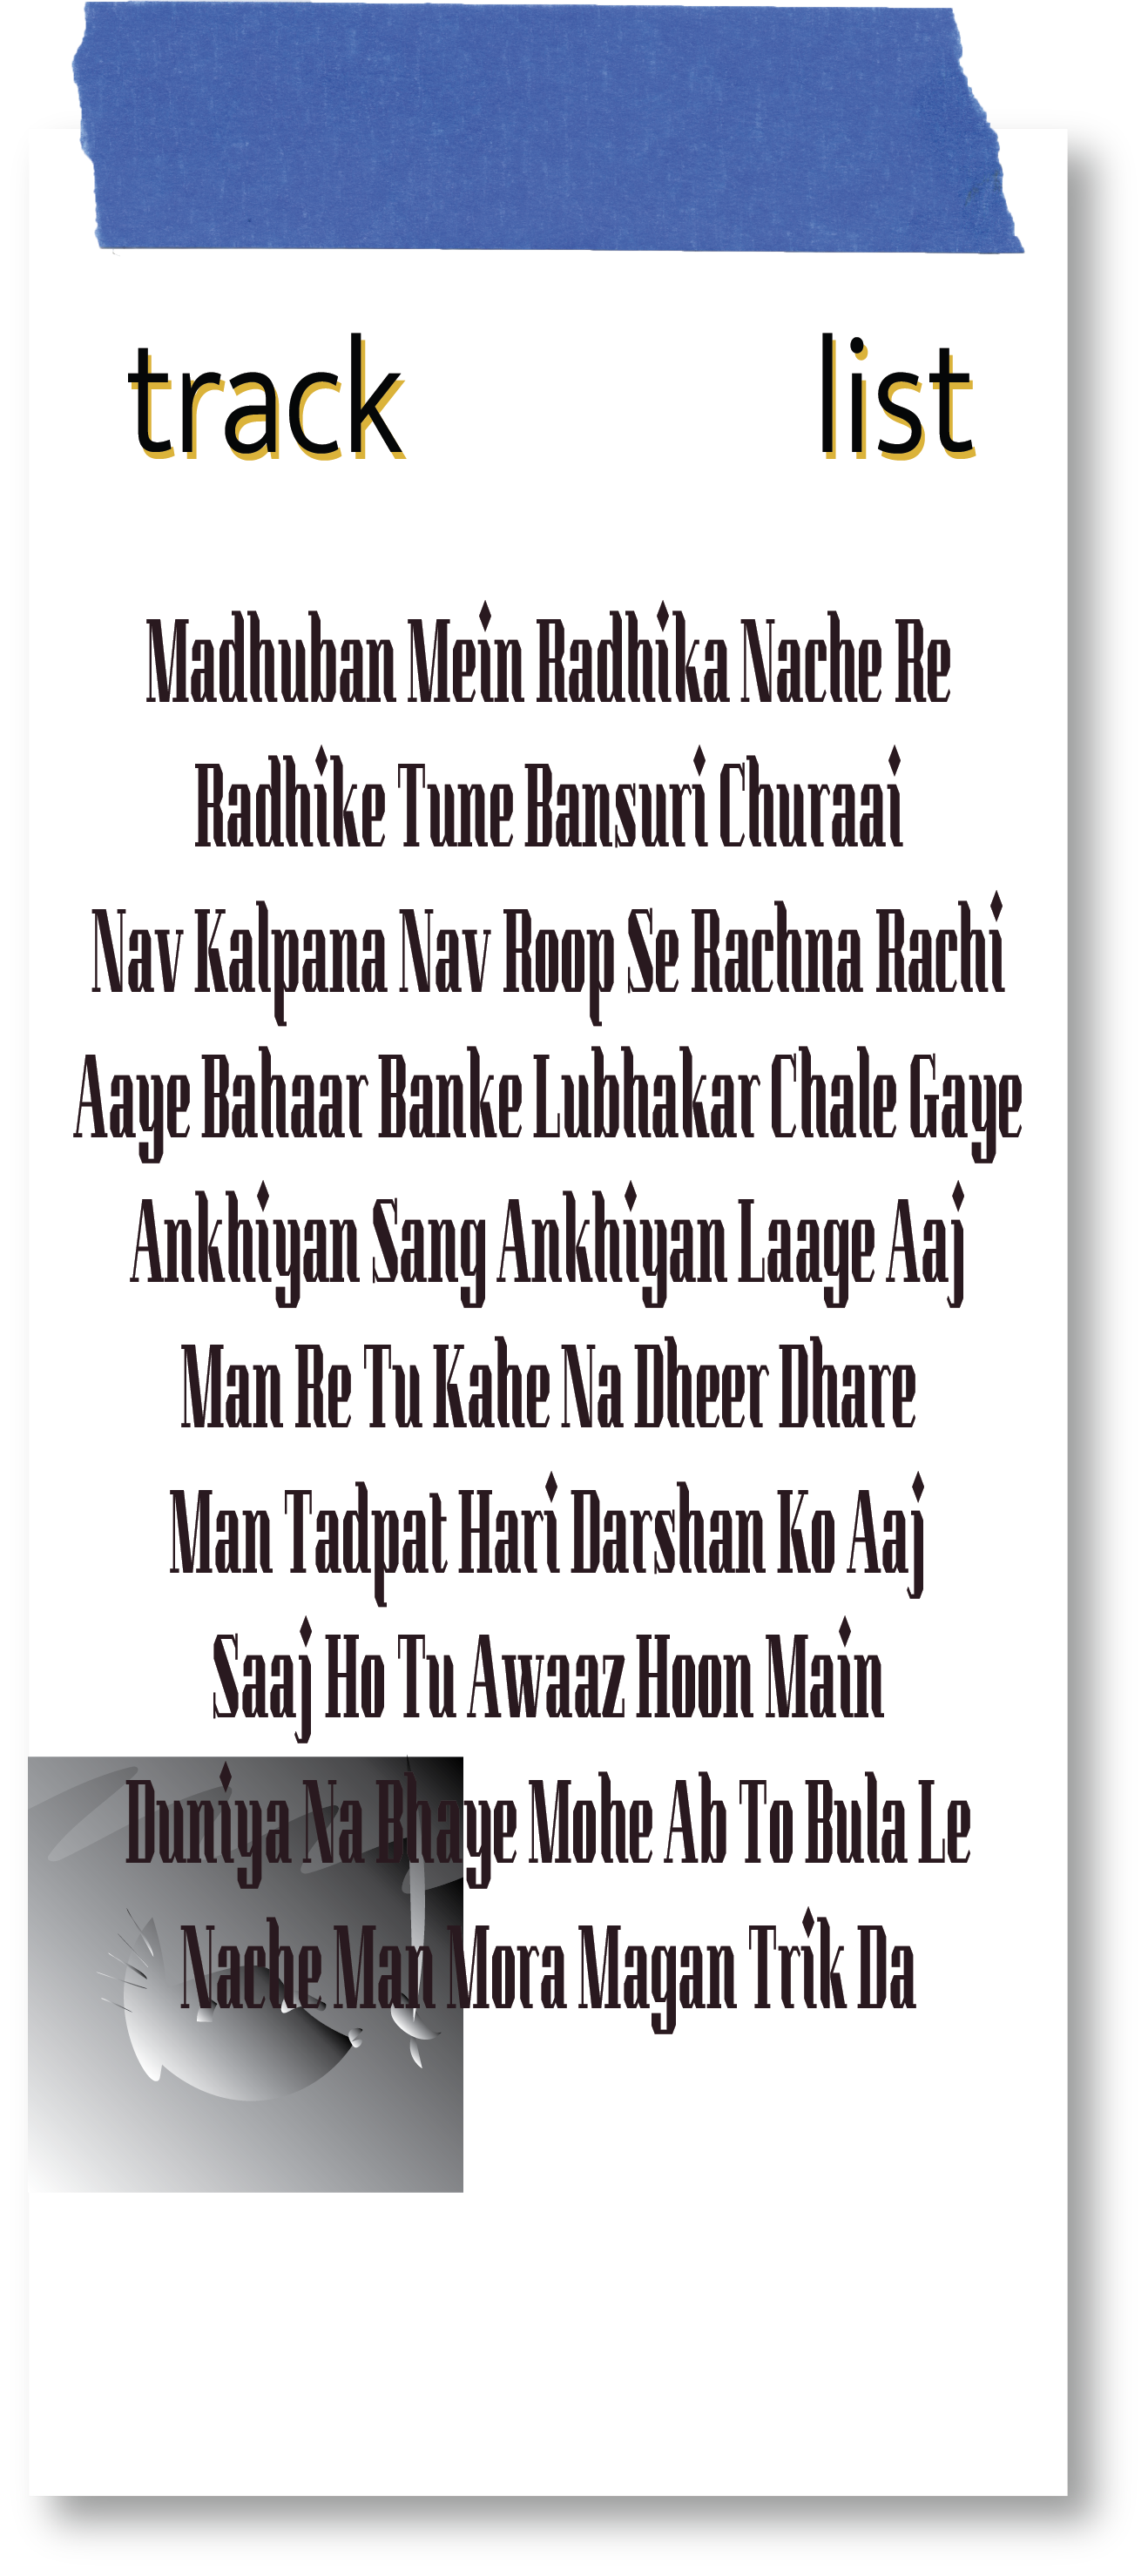 track list
Madhuban Mein Radhika Nache Re
Radhike Tune Bansuri Churaai
Nav Kalpana Nav Roop Se Rachna Rachi
Aaye Bahaar Banke Lubhakar Chale Gaye
Ankhiyan Sang Ankhiyan Laage Aaj
Man Re Tu Kahe Na Dheer Dhare
Man Tadpat Hari Darshan Ko Aaj
Saaj Ho Tu Awaaz Hoon Main
Duniya Na Bhaye Mohe Ab To Bula Le
Nache Man Mora Magan Trik Da